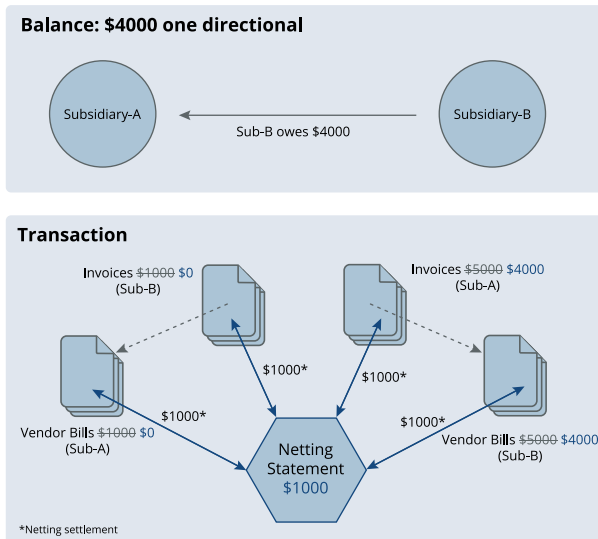 Balance: $4000 one directional
Subsidiary-A
Subsidiary-B
Sub-B owes $4000
Transaction
Invoices $1000 $0
(Sub-B)
Invoices $5000 $4000
(Sub-A)
$1000*
$1000*
$1000*
$1000*
Vendor Bills $1000 $0
(Sub-A)
Vendor Bills $5000 $4000
(Sub-B)
Netting
Statement
$1000
*Netting settlement